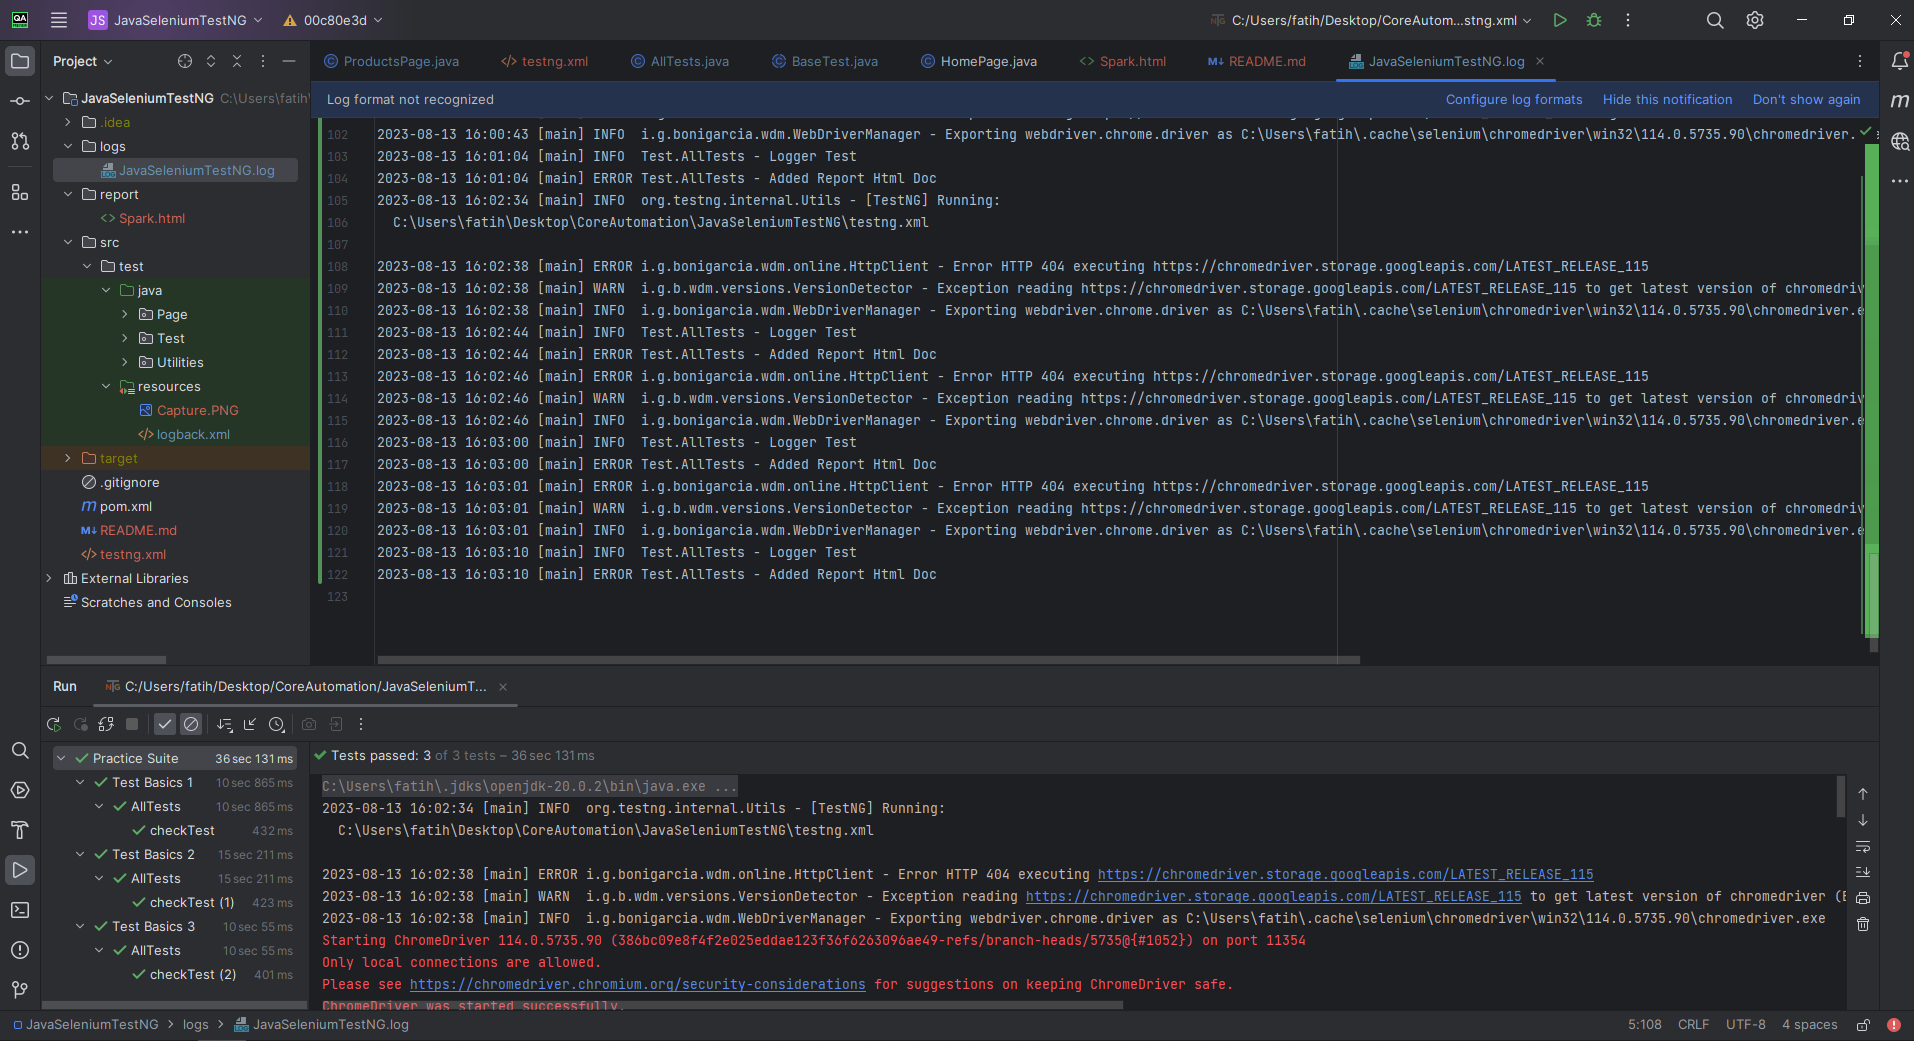 QA
JS JavaSeleniumTestNG
00c80e3d
C:/Users/fatih/Desktop/CoreAutom...stng.xml
Project
ProductsPage.java
testng.xml
AllTests.java
BaseTest.java
HomePage.java
Spark.html
README.md
JavaSeleniumTestNG.log
Log format not recognized
Configure log formats
Hide this notification
Don't show again
JavaSeleniumTestNG C:\Users\fatih\
.idea
logs
JavaSeleniumTestNG.log
report
Spark.html
src
test
java
Page
Test
Utilities
resources
Capture.PNG
logback.xml
target
.gitignore
pom.xml
README.md
testng.xml
External Libraries
Scratches and Consoles
102 2023-08-13 16:00:43 [main] INFO  i.g.bonigarcia.wdm.WebDriverManager - Exporting webdriver.chrome.driver as C:\Users\fatih\.cache\selenium\chromedriver\win32\114.0.5735.90\chromedriver.
103 2023-08-13 16:01:04 [main] INFO  Test.AllTests - Logger Test
104 2023-08-13 16:01:04 [main] ERROR Test.AllTests - Added Report Html Doc
105 2023-08-13 16:02:34 [main] INFO  org.testng.internal.Utils - [TestNG] Running:
106 C:\Users\fatih\Desktop\CoreAutomation\JavaSeleniumTestNG\testng.xml
107
108 2023-08-13 16:02:38 [main] ERROR i.g.bonigarcia.wdm.online.HttpClient - Error HTTP 404 executing https://chromedriver.storage.googleapis.com/LATEST_RELEASE_115
109 2023-08-13 16:02:38 [main] WARN  i.g.b.wdm.versions.VersionDetector - Exception reading https://chromedriver.storage.googleapis.com/LATEST_RELEASE_115 to get latest version of chromedriv
110 2023-08-13 16:02:38 [main] INFO  i.g.bonigarcia.wdm.WebDriverManager - Exporting webdriver.chrome.driver as C:\Users\fatih\.cache\selenium\chromedriver\win32\114.0.5735.90\chromedriver.e
111 2023-08-13 16:02:44 [main] INFO  Test.AllTests - Logger Test
112 2023-08-13 16:02:44 [main] ERROR Test.AllTests - Added Report Html Doc
113 2023-08-13 16:02:46 [main] ERROR i.g.bonigarcia.wdm.online.HttpClient - Error HTTP 404 executing https://chromedriver.storage.googleapis.com/LATEST_RELEASE_115
114 2023-08-13 16:02:46 [main] WARN  i.g.b.wdm.versions.VersionDetector - Exception reading https://chromedriver.storage.googleapis.com/LATEST_RELEASE_115 to get latest version of chromedriv
115 2023-08-13 16:02:46 [main] INFO  i.g.bonigarcia.wdm.WebDriverManager - Exporting webdriver.chrome.driver as C:\Users\fatih\.cache\selenium\chromedriver\win32\114.0.5735.90\chromedriver.e
116 2023-08-13 16:03:00 [main] INFO  Test.AllTests - Logger Test
117 2023-08-13 16:03:00 [main] ERROR Test.AllTests - Added Report Html Doc
118 2023-08-13 16:03:01 [main] ERROR i.g.bonigarcia.wdm.online.HttpClient - Error HTTP 404 executing https://chromedriver.storage.googleapis.com/LATEST_RELEASE_115
119 2023-08-13 16:03:01 [main] WARN  i.g.b.wdm.versions.VersionDetector - Exception reading https://chromedriver.storage.googleapis.com/LATEST_RELEASE_115 to get latest version of chromedriv
120 2023-08-13 16:03:01 [main] INFO  i.g.bonigarcia.wdm.WebDriverManager - Exporting webdriver.chrome.driver as C:\Users\fatih\.cache\selenium\chromedriver\win32\114.0.5735.90\chromedriver.e
121 2023-08-13 16:03:10 [main] INFO  Test.AllTests - Logger Test
122 2023-08-13 16:03:10 [main] ERROR Test.AllTests - Added Report Html Doc
123
Run
C:/Users/fatih/Desktop/CoreAutomation/JavaSeleniumT...
Practice Suite 36 sec 131 ms
Test Basics 1 10 sec 865 ms
AllTests 10 sec 865 ms
checkTest 432 ms
Test Basics 2 15 sec 211 ms
AllTests 15 sec 211 ms
checkTest (1) 423 ms
Test Basics 3 10 sec 55 ms
AllTests 10 sec 55 ms
checkTest (2) 401 ms
Tests passed: 3 of 3 tests – 36 sec 131 ms
C:\Users\fatih\.jdks\openjdk-20.0.2\bin\java.exe ...
2023-08-13 16:02:34 [main] INFO  org.testng.internal.Utils - [TestNG] Running:
C:\Users\fatih\Desktop\CoreAutomation\JavaSeleniumTestNG\testng.xml
2023-08-13 16:02:38 [main] ERROR i.g.bonigarcia.wdm.online.HttpClient - Error HTTP 404 executing https://chromedriver.storage.googleapis.com/LATEST_RELEASE_115
2023-08-13 16:02:38 [main] WARN  i.g.b.wdm.versions.VersionDetector - Exception reading https://chromedriver.storage.googleapis.com/LATEST_RELEASE_115 to get latest version of chromedriver (E
2023-08-13 16:02:38 [main] INFO  i.g.bonigarcia.wdm.WebDriverManager - Exporting webdriver.chrome.driver as C:\Users\fatih\.cache\selenium\chromedriver\win32\114.0.5735.90\chromedriver.exe
Starting ChromeDriver 114.0.5735.90 (386bc09e8f4f2e025eddae123f36f6263096ae49-refs/branch-heads/5735@{#1052}) on port 11354
Only local connections are allowed.
Please see https://chromedriver.chromium.org/security-considerations for suggestions on keeping ChromeDriver safe.
ChromeDriver was started successfully.
JavaSeleniumTestNG > logs > JavaSeleniumTestNG.log
5:108
CRLF
UTF-8
4 spaces